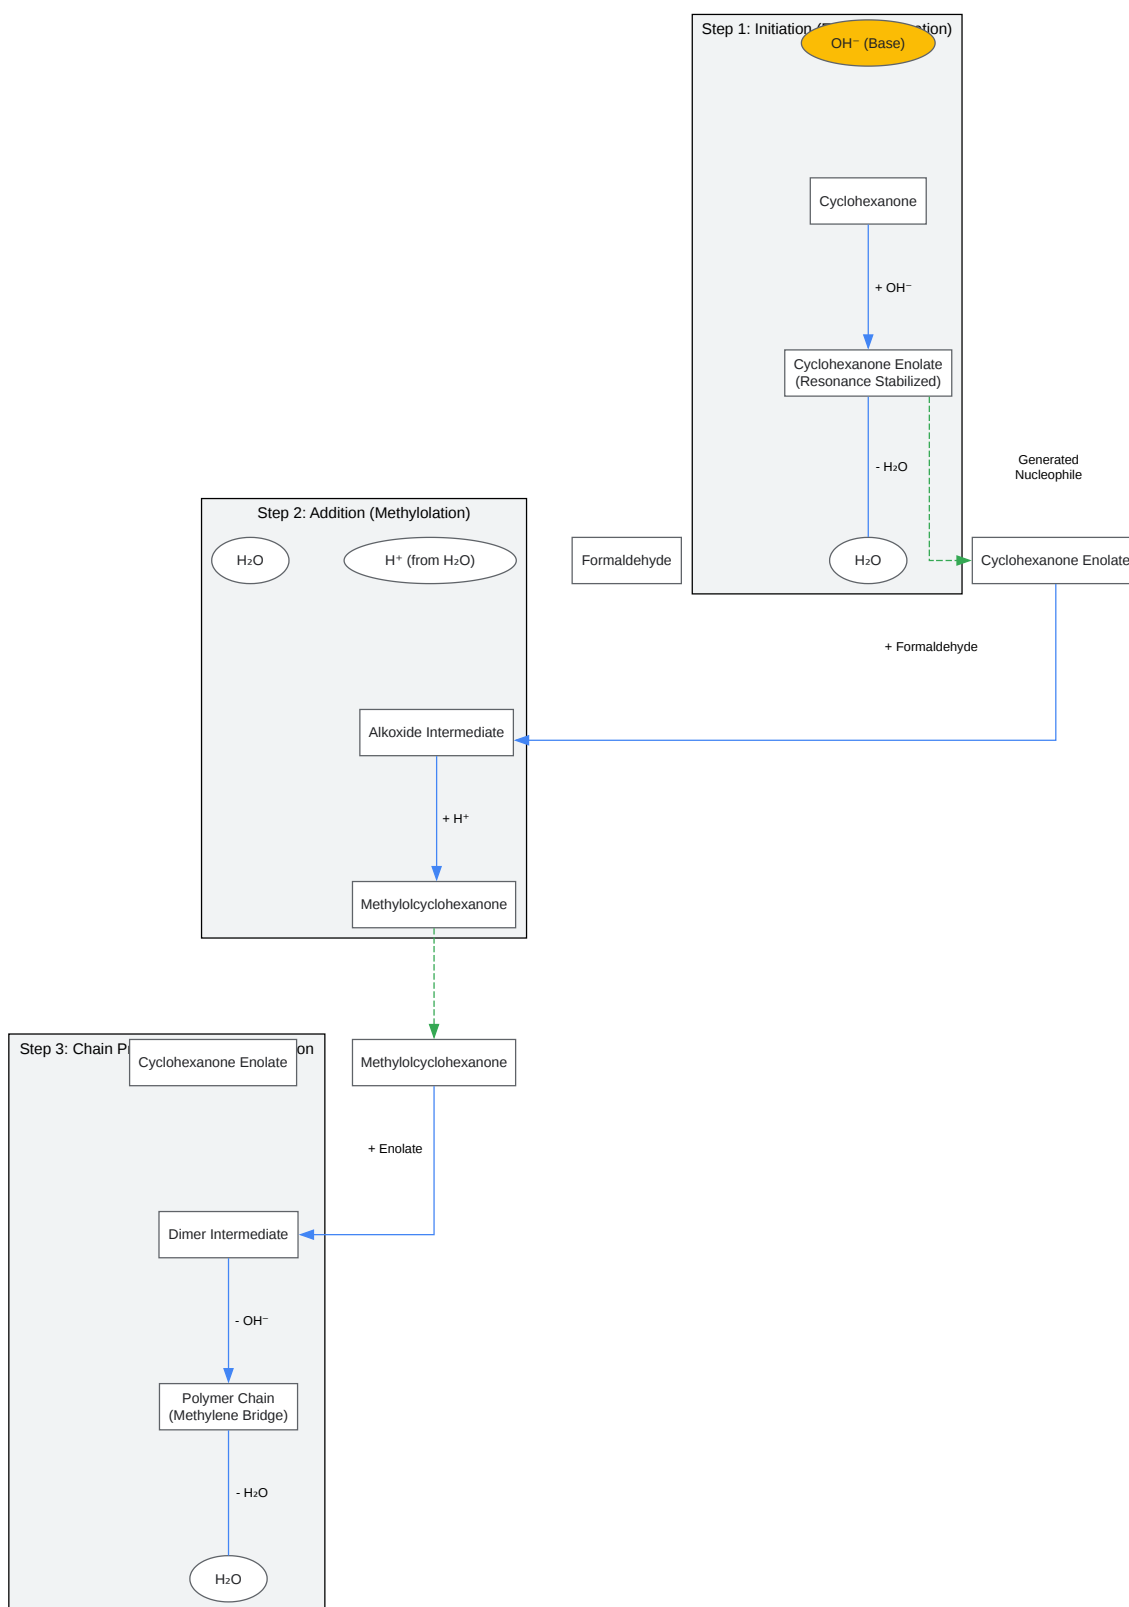 Step 1: Initiation (
tion)
OH⁻ (Base)
Cyclohexanone
+ OH⁻
Cyclohexanone Enolate
(Resonance Stabilized)
- H₂O
Generated
Nucleophile
H₂O
Cyclohexanone Enolate
Formaldehyde
Step 2: Addition (Methylolation)
H₂O
H⁺ (from H₂O)
+ Formaldehyde
Alkoxide Intermediate
+ H⁺
Methylolcyclohexanone
Step 3: Chain
on
Cyclohexanone Enolate
Methylolcyclohexanone
+ Enolate
Dimer Intermediate
- OH⁻
Polymer Chain
(Methylene Bridge)
- H₂O
H₂O